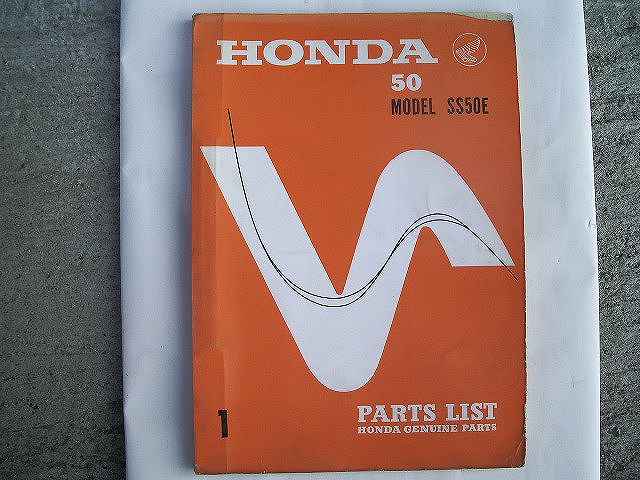 HONDA
50
MODEL SS50E
1
PARTS LIST
HONDA GENUINE PARTS